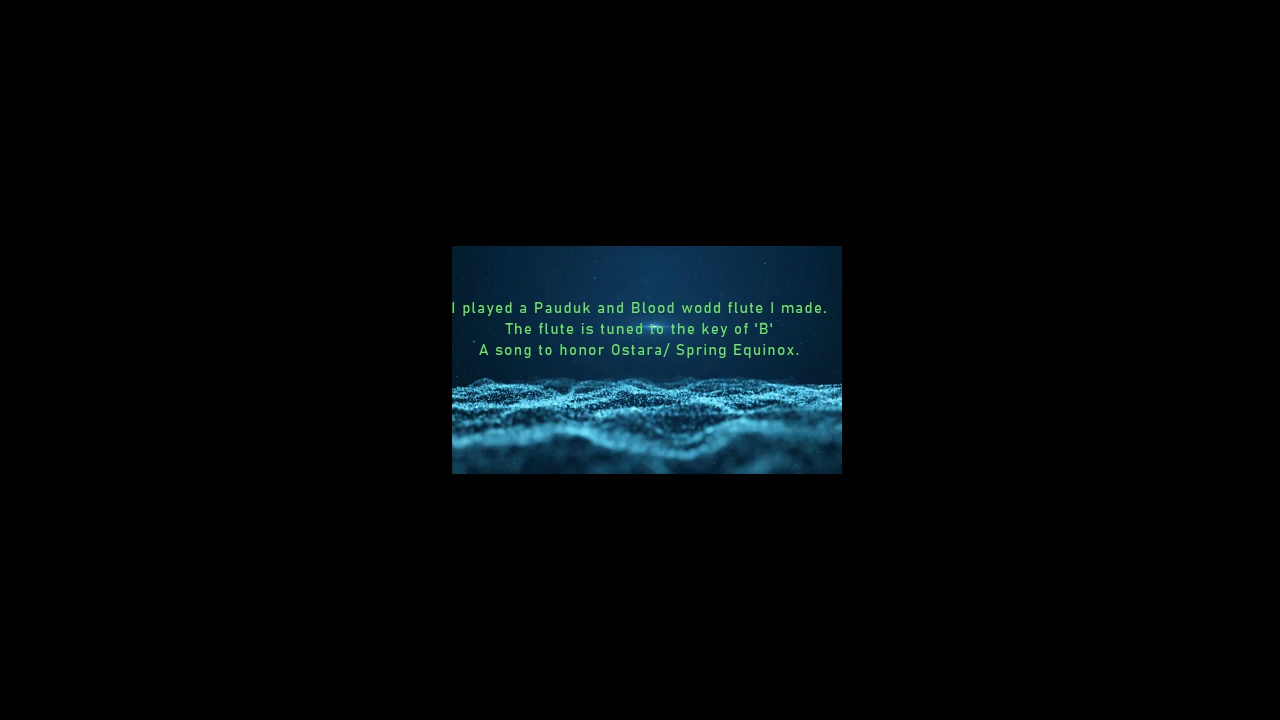 I played a Pauduk and Blood wodd flute I made.
The flute is tuned to the key of 'B'
A song to honor Ostara/ Spring Equinox.